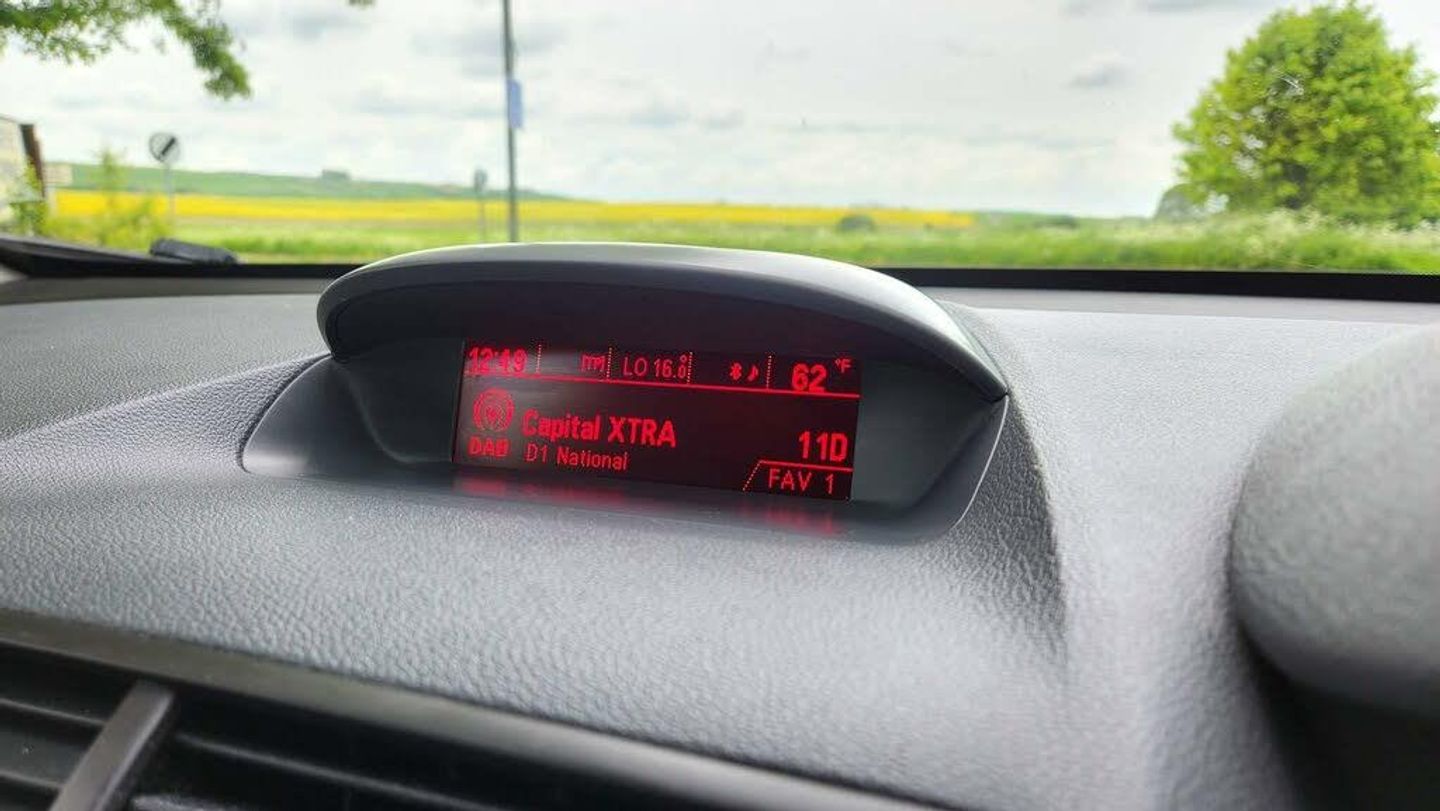 12:19 TP LO 16.0° 62 °F
Capital XTRA 11D
DAB D1 National
FAV 1